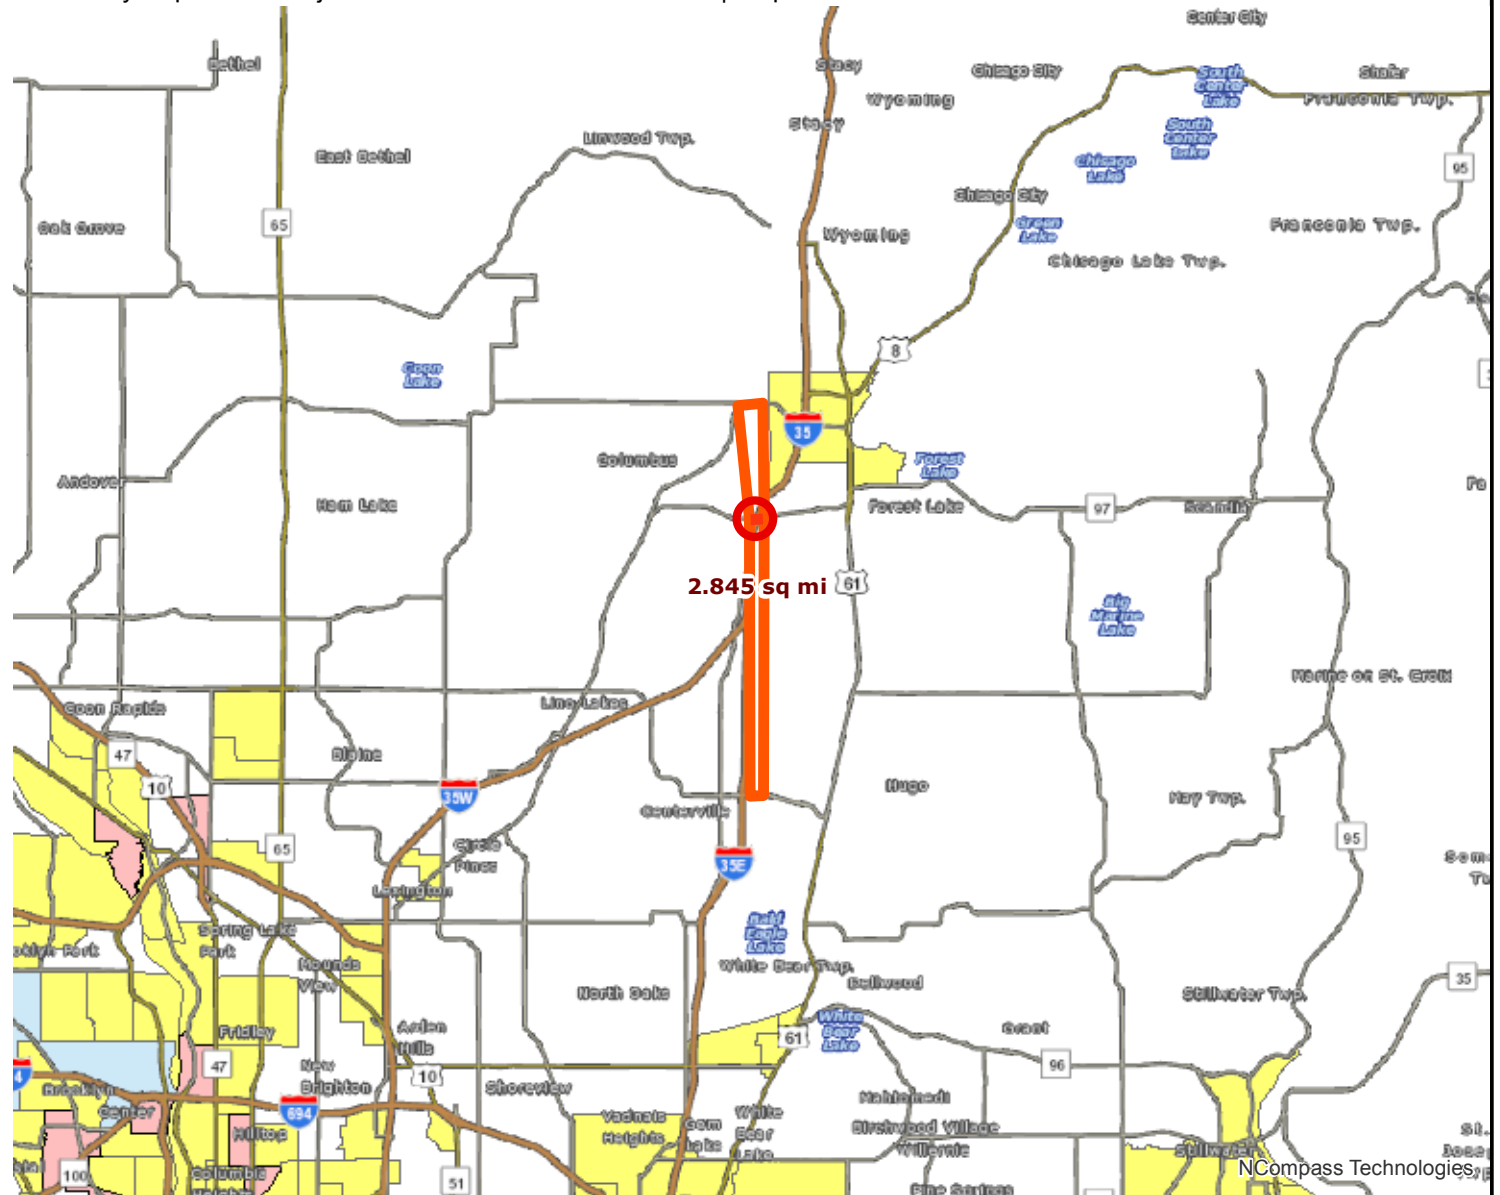 Center City
Bethel
Stacy
Chicago City
South
Center
Lake
Shafer
Wyoming
Franconia Twp.
Stacy
South
Center
Lake
Linwood Twp.
East Bethel
Chisago
Lake
95
Chicago City
65
Oak Grove
Green
Lake
Franconia Twp.
Wyoming
Chisago Lake Twp.
8
Coon
Lake
35
Columbus
Forest
Lake
Andover
Ham Lake
Forest Lake
97
Scandia
2.845 sq mi
61
Big
Marine
Lake
Marine on St. Croix
Lino Lakes
Coon Rapids
47
Blaine
10
35W
Hugo
May Twp.
Centerville
65
95
Circle
Pines
35E
Lexington
Bald
Eagle
Lake
Spring Lake
Park
White Bear Twp.
Mounds
View
Dellwood
35
North Oaks
Stillwater Twp.
White
Bear
Lake
Fridley
Arden
Hills
Grant
61
47
New
Brighton
96
4
10
Brooklyn
Center
Shoreview
Mahtomedi
694
Vadnais
Heights
White
Bear
Lake
Gem
Lake
Birchwood Village
Hilltop
Willernie
Stillwater
100
Columbia
Heights
51
Pine Springs
NCompass Technologies